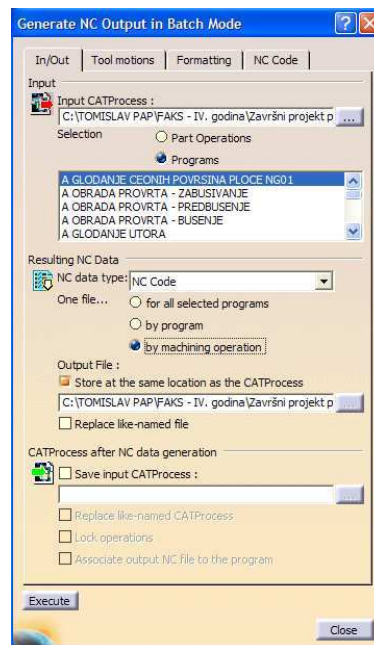 Generate NC Output in Batch Mode
In/Out Tool motions Formatting NC Code
Input
Input CATProcess :
C:\TOMISLAV PAP\FAKS - IV. godina\Završni projekt p ...
Selection Part Operations
Programs
A GLODANJE CEONIH POVRSINA PLOCE NG01
A OBRADA PROVRTA - ZABUSIVANJE
A OBRADA PROVRTA - PREDBUSENJE
A OBRADA PROVRTA - BUSENJE
A GLODANJE UTORA
Resulting NC Data
NC data type: NC Code
One file... for all selected programs
by program
by machining operation
Output File :
Store at the same location as the CATProcess
C:\TOMISLAV PAP\FAKS - IV. godina\Završni projekt p ...
Replace like-named file
CATProcess after NC data generation
Save input CATProcess :
...
Replace like-named CATProcess
Lock operations
Associate output NC file to the program
Execute
Close